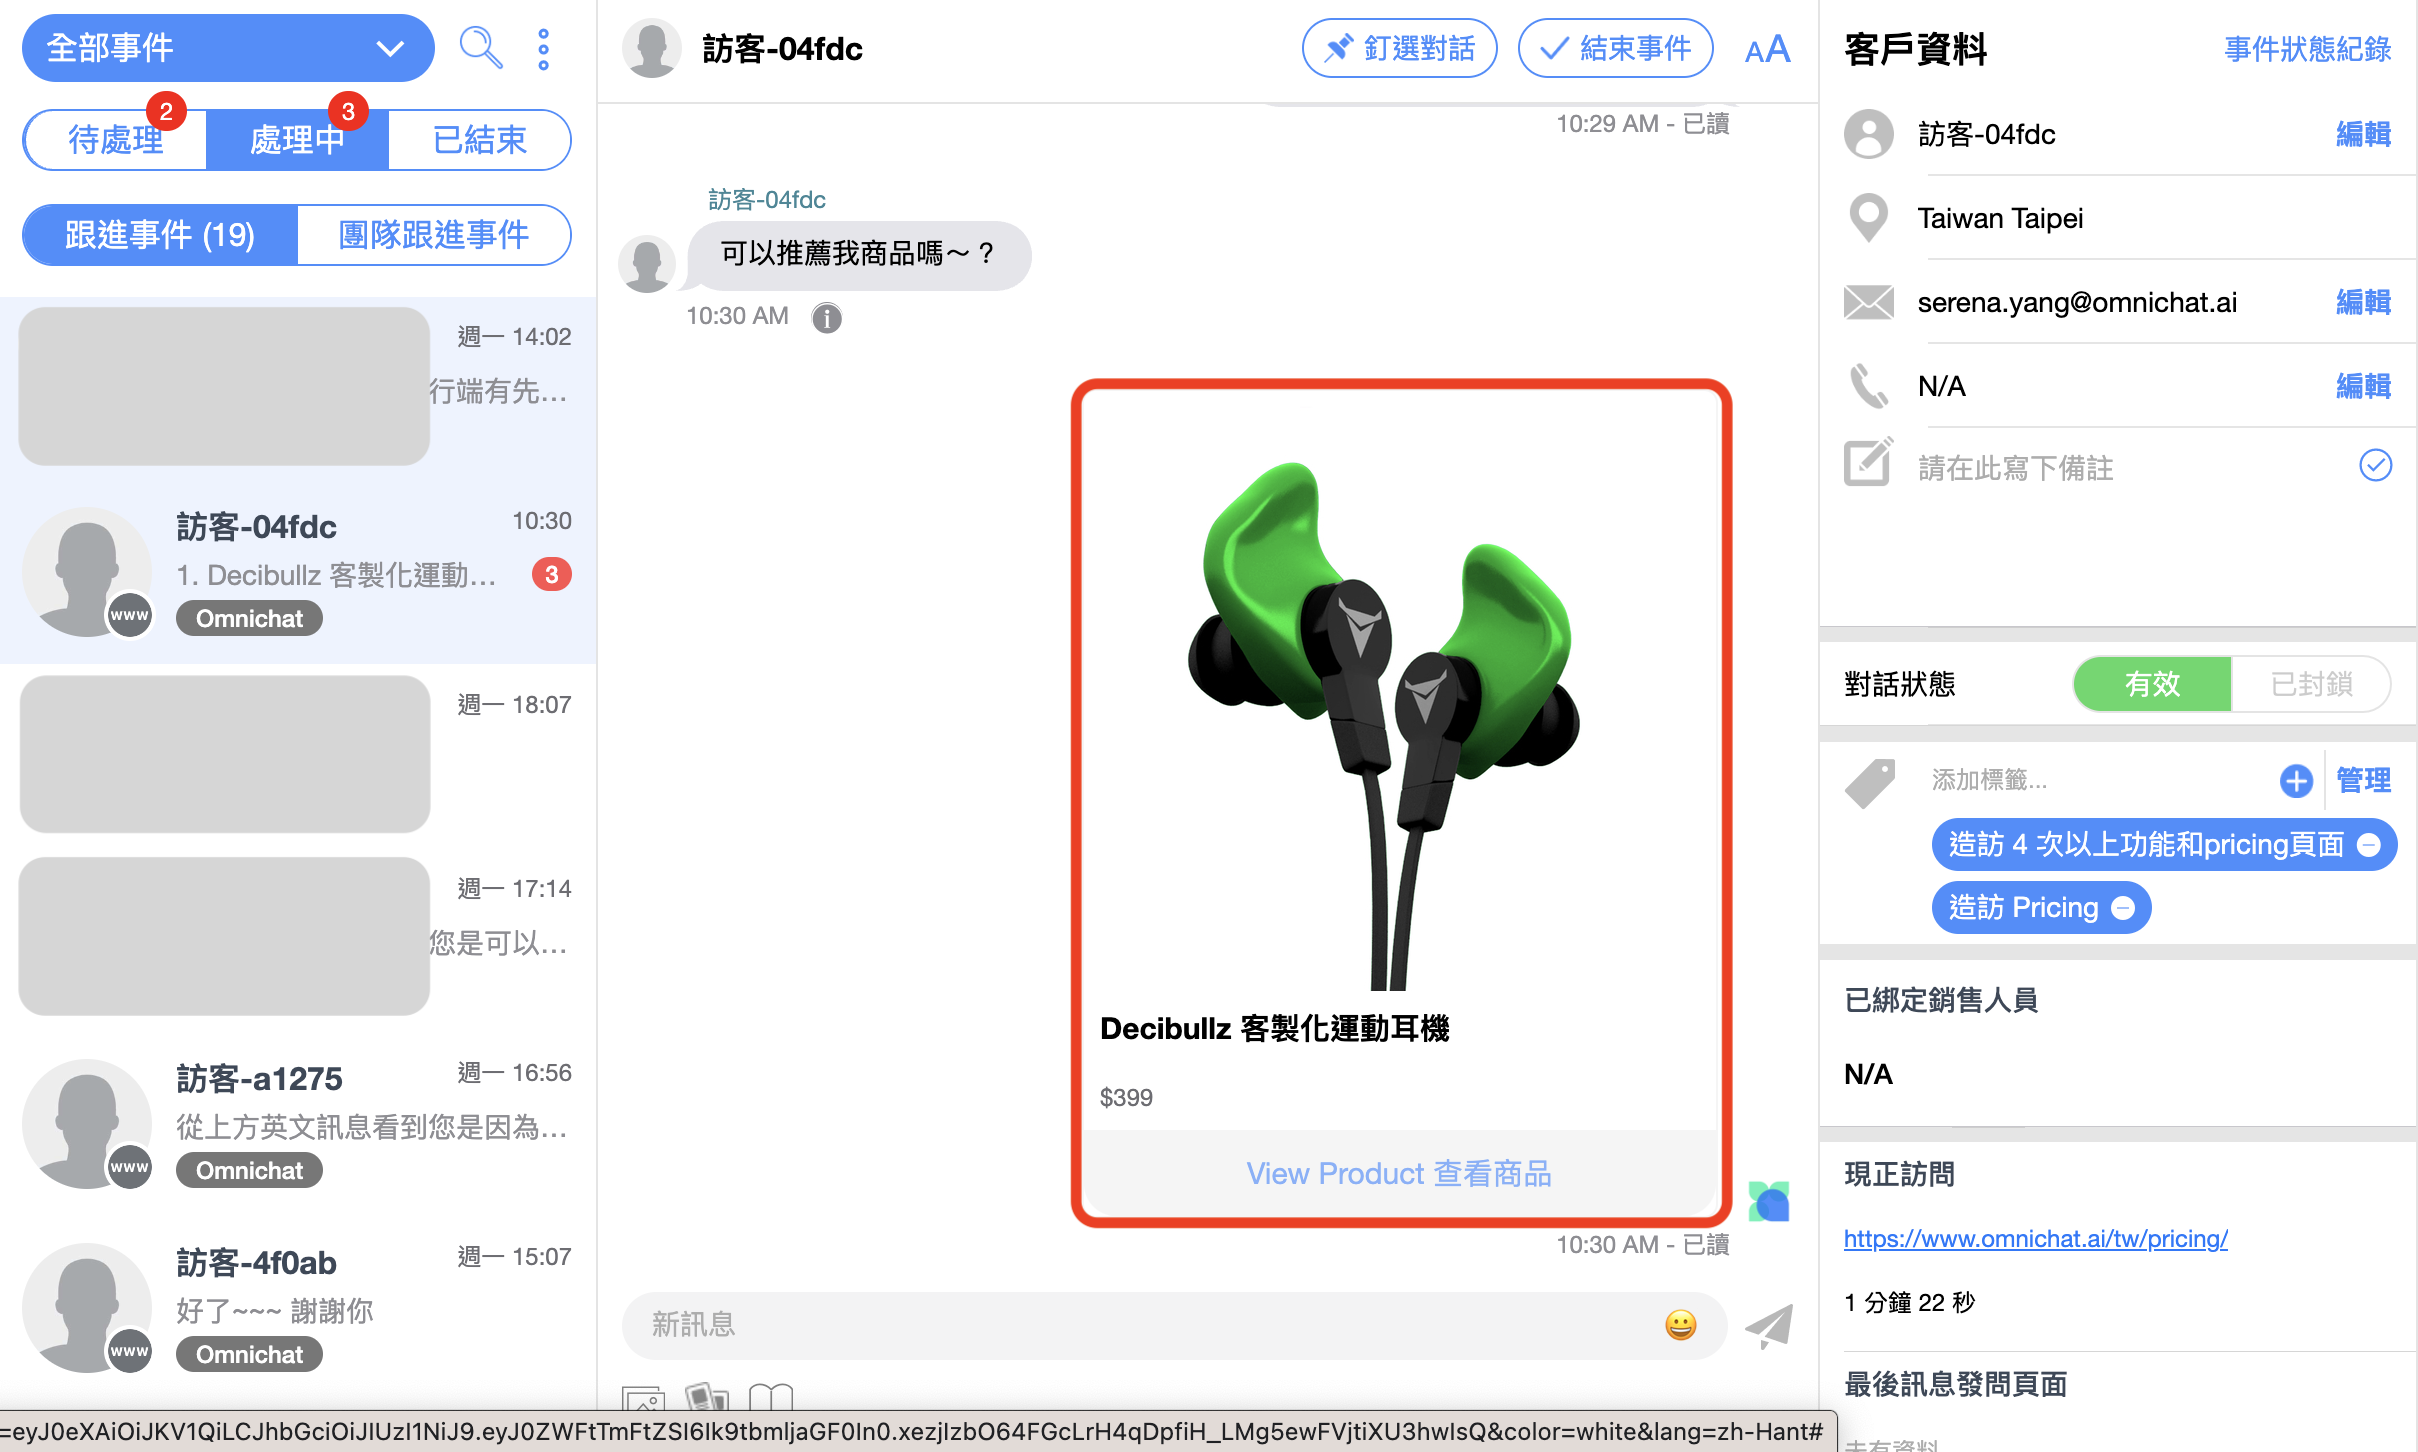 全部事件
待處理
2
處理中
3
已結束
跟進事件 (19)
團隊跟進事件
週一 14:02
行端有先...
訪客-04fdc
10:30
1. Decibullz 客製化運動...
3
www
Omnichat
週一 18:07
週一 17:14
您是可以...
訪客-a1275
週一 16:56
從上方英文訊息看到您是因為...
www
Omnichat
訪客-4f0ab
週一 15:07
好了~~~ 謝謝你
www
Omnichat
訪客-04fdc
釘選對話
結束事件
AA
10:29 AM - 已讀
訪客-04fdc
可以推薦我商品嗎～？
10:30 AM
Decibullz 客製化運動耳機
$399
View Product 查看商品
10:30 AM - 已讀
新訊息
客戶資料
事件狀態紀錄
訪客-04fdc
編輯
Taiwan Taipei
serena.yang@omnichat.ai
編輯
N/A
編輯
請在此寫下備註
對話狀態
有效
已封鎖
添加標籤...
管理
造訪 4 次以上功能和pricing頁面
造訪 Pricing
已綁定銷售人員
N/A
現正訪問
https://www.omnichat.ai/tw/pricing/
1 分鐘 22 秒
最後訊息發問頁面